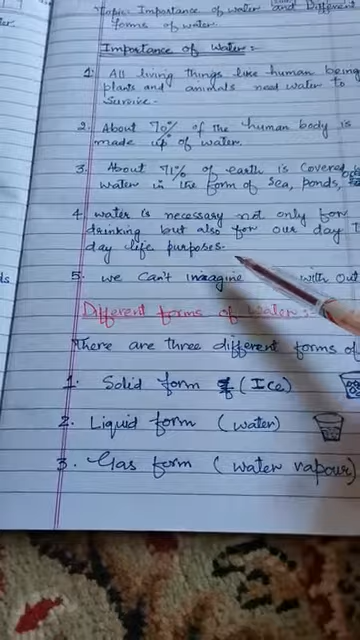 Topic: Importance of water and Different
forms of water.
Importance of water :-
1. All living things like human being
plants and animals need water to
survive.
2. About 70% of the human body is
made up of water.
3. About 71% of earth is Covered
water in the form of Sea, Ponds,
4. water is necessary not only for
drinking but also for our day t
day life purposes.
5. we Can't imagine with out
Different forms of water :-
There are three different forms of
1. Solid form (Ice)
2. Liquid form (water)
3. Gas form (water vapour)